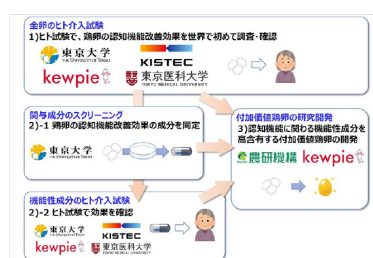 全卵のヒト介入試験
1)ヒト試験で、鶏卵の認知機能改善効果を世界で初めて調査・確認
東京大学
THE UNIVERSITY OF TOKYO
KISTEC
kewpie
東京医科大学
TOKYO MEDICAL UNIVERSITY
関与成分のスクリーニング
2)-1 鶏卵の認知機能改善効果の成分を同定
東京大学
THE UNIVERSITY OF TOKYO
機能性成分のヒト介入試験
2)-2 ヒト試験で効果を確認
東京大学
THE UNIVERSITY OF TOKYO
KISTEC
kewpie
東京医科大学
TOKYO MEDICAL UNIVERSITY
付加価値鶏卵の研究開発
3)認知機能に関わる機能性成分を
高含有する付加価値鶏卵の開発
農研機構
kewpie